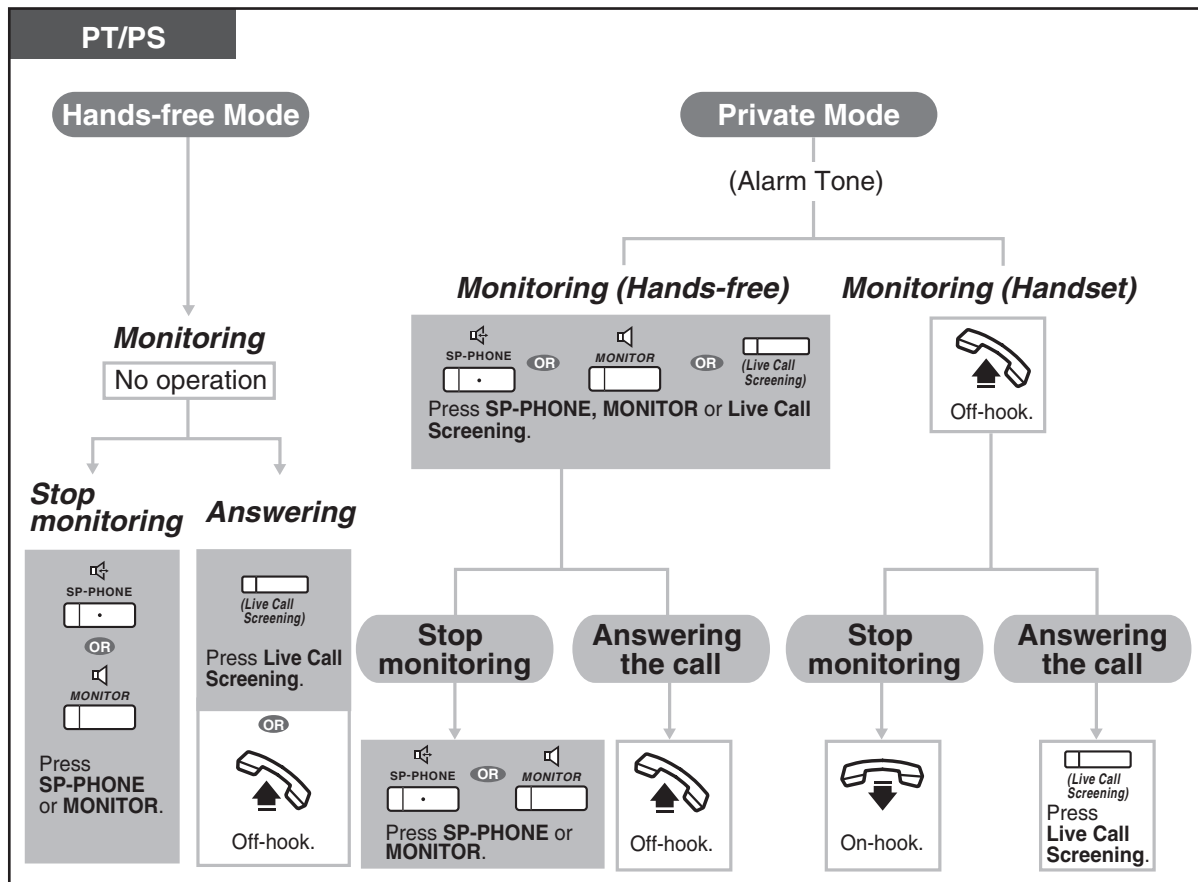 PT/PS
Hands-free Mode
Private Mode
(Alarm Tone)
Monitoring
No operation
Stop
monitoring
SP-PHONE
OR
MONITOR
Press
SP-PHONE
or MONITOR.
Answering
(Live Call
Screening)
Press Live Call
Screening.
OR
Off-hook.
Monitoring (Hands-free)
SP-PHONE OR MONITOR OR (Live Call
Screening)
Press SP-PHONE, MONITOR or Live Call
Screening.
Stop
monitoring
SP-PHONE OR MONITOR
Press SP-PHONE or
MONITOR.
Answering
the call
Off-hook.
Monitoring (Handset)
Off-hook.
Stop
monitoring
On-hook.
Answering
the call
(Live Call
Screening)
Press
Live Call
Screening.